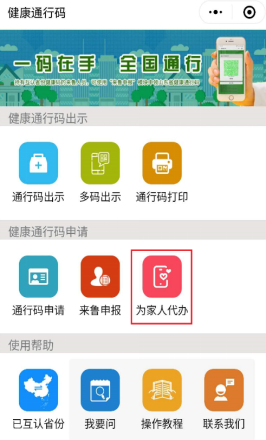 健康通行码
一码在手 全国通行
健康通行码出示
通行码出示 多码出示 通行码打印
健康通行码申请
通行码申请 来鲁申报 为家人代办
使用帮助
已互认省份 我要问 操作教程 联系我们